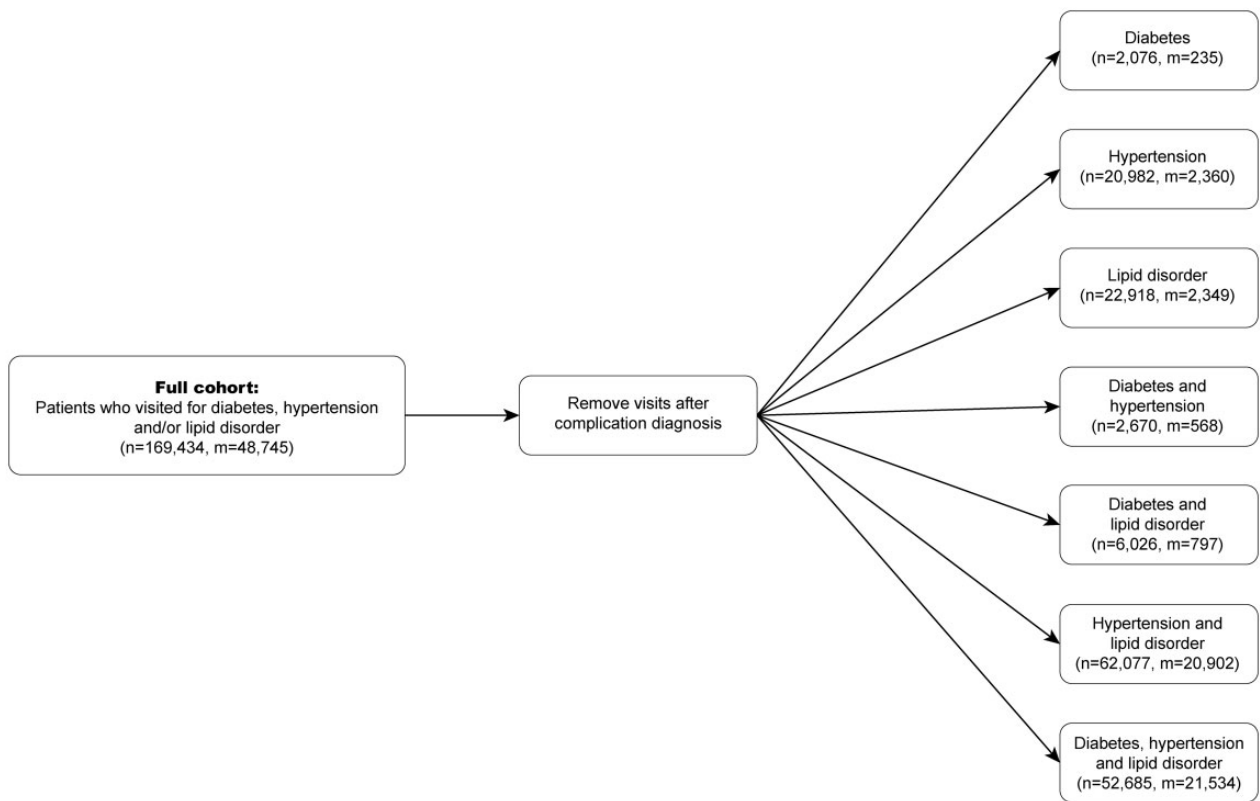 Full cohort:
Patients who visited for diabetes, hypertension
and/or lipid disorder
(n=169,434, m=48,745)
Remove visits after
complication diagnosis
Diabetes
(n=2,076, m=235)
Hypertension
(n=20,982, m=2,360)
Lipid disorder
(n=22,918, m=2,349)
Diabetes and
hypertension
(n=2,670, m=568)
Diabetes and
lipid disorder
(n=6,026, m=797)
Hypertension and
lipid disorder
(n=62,077, m=20,902)
Diabetes, hypertension
and lipid disorder
(n=52,685, m=21,534)